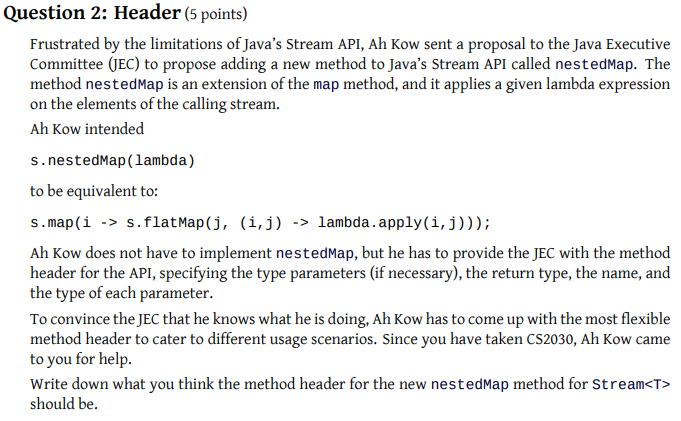 Question 2: Header (5 points)
Frustrated by the limitations of Java's Stream API, Ah Kow sent a proposal to the Java Executive
Committee (JEC) to propose adding a new method to Java's Stream API called nestedMap. The
method nestedMap is an extension of the map method, and it applies a given lambda expression
on the elements of the calling stream.
Ah Kow intended
s.nestedMap(lambda)
to be equivalent to:
s.map(i -> s.flatMap(j, (i,j) -> lambda.apply(i,j)));
Ah Kow does not have to implement nestedMap, but he has to provide the JEC with the method
header for the API, specifying the type parameters (if necessary), the return type, the name, and
the type of each parameter.
To convince the JEC that he knows what he is doing, Ah Kow has to come up with the most flexible
method header to cater to different usage scenarios. Since you have taken CS2030, Ah Kow came
to you for help.
Write down what you think the method header for the new nestedMap method for Stream<T>
should be.